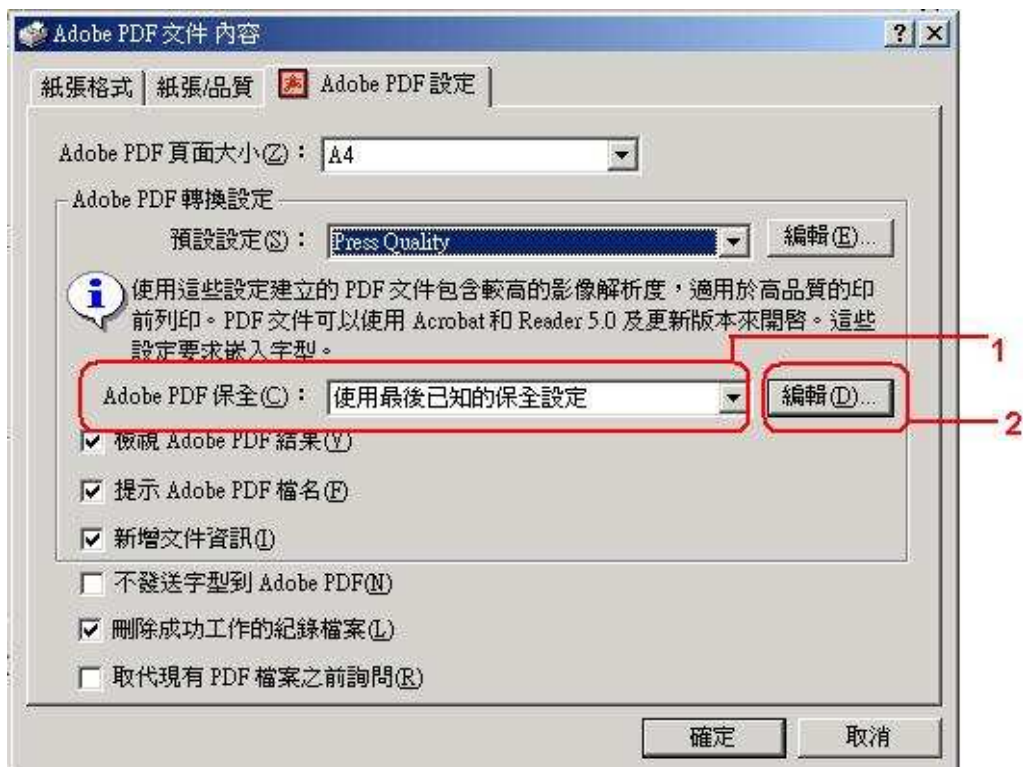 Adobe PDF 文件 內容
紙張格式 紙張/品質 Adobe PDF 設定
Adobe PDF 頁面大小(Z)： A4
Adobe PDF 轉換設定
預設設定(S)： Press Quality 編輯(E)...
使用這些設定建立的 PDF 文件包含較高的影像解析度，適用於高品質的印
前列印。PDF 文件可以使用 Acrobat 和 Reader 5.0 及更新版本來開啓。這些
設定要求嵌入字型。
1
Adobe PDF 保全(C)： 使用最後已知的保全設定 編輯(D)...
2
檢視 Adobe PDF 結果(V)
提示 Adobe PDF 檔名(F)
新增文件資訊(I)
不發送字型到 Adobe PDF(N)
刪除成功工作的紀錄檔案(L)
取代現有 PDF 檔案之前詢問(R)
確定 取消